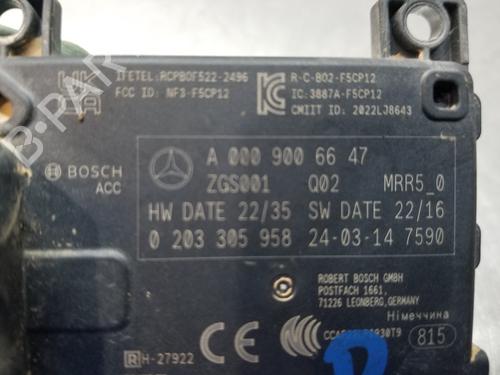 IFETEL: RCPBOF522-2496
FCC ID: NF3-F5CP12
R-C-BO2-F5CP12
IC: 3887A-F5CP12
CMIIT ID: 2022LJ8643
BOSCH
ACC
A 000 900 66 47
ZGS001 Q02 MRR5_0
HW DATE 22/35 SW DATE 22/16
0 203 305 958 24-03-14 7590
ROBERT BOSCH GMBH
POSTFACH 1661,
71226 LEONBERG, GERMANY
Німеччина
815
R H-27922
CE
B-PAR